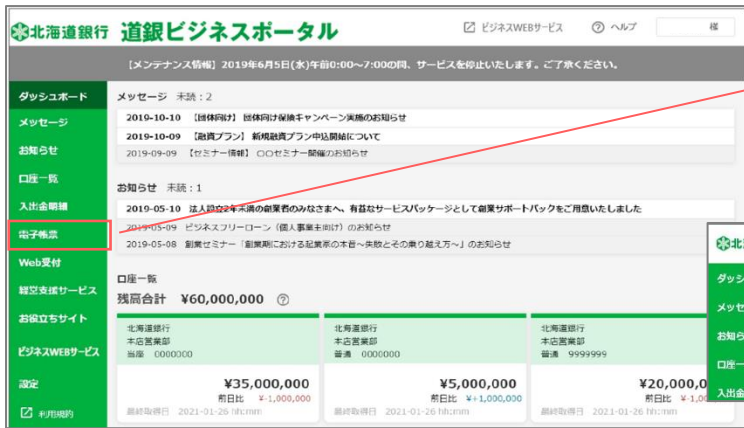 北海道銀行 道銀ビジネスポータル
ビジネスWEBサービス ヘルプ 様
【メンテナンス情報】2019年6月5日(水)午前0:00～7:00の間、サービスを停止いたします。ご了承ください。
ダッシュボード
メッセージ
お知らせ
口座一覧
入出金明細
電子帳票
Web受付
経営支援サービス
お役立ちサイト
ビジネスWEBサービス
設定
利用規約
メッセージ 未読：2
2019-10-10 【団体向け】団体向け保険キャンペーン実施のお知らせ
2019-10-09 【融資プラン】新規融資プラン申込開始について
2019-09-09 【セミナー情報】〇〇セミナー開催のお知らせ
お知らせ 未読：1
2019-05-10 法人設立2年未満の創業者のみなさまへ、有益なサービスパッケージとして創業サポートパックをご用意いたしました
2019-05-09 ビジネスフリーローン（個人事業主向け）のお知らせ
2019-05-08 創業セミナー「創業期における起業家の本音～失敗とその乗り越え方～」のお知らせ
口座一覧
残高合計 ¥60,000,000
北海道銀行
本店営業部
当座 0000000
¥35,000,000
前日比 ¥-1,000,000
最終取得日 2021-01-26 hh:mm
北海道銀行
本店営業部
普通 0000000
¥5,000,000
前日比 ¥+1,000,000
最終取得日 2021-01-26 hh:mm
北海道銀行
本店営業部
普通 9999999
¥20,000,0
前日比 ¥-1,00
最終取得日 2021-01-26 hh:mm
北
ダッシ
メッセ
お知ら
口座一
入出金